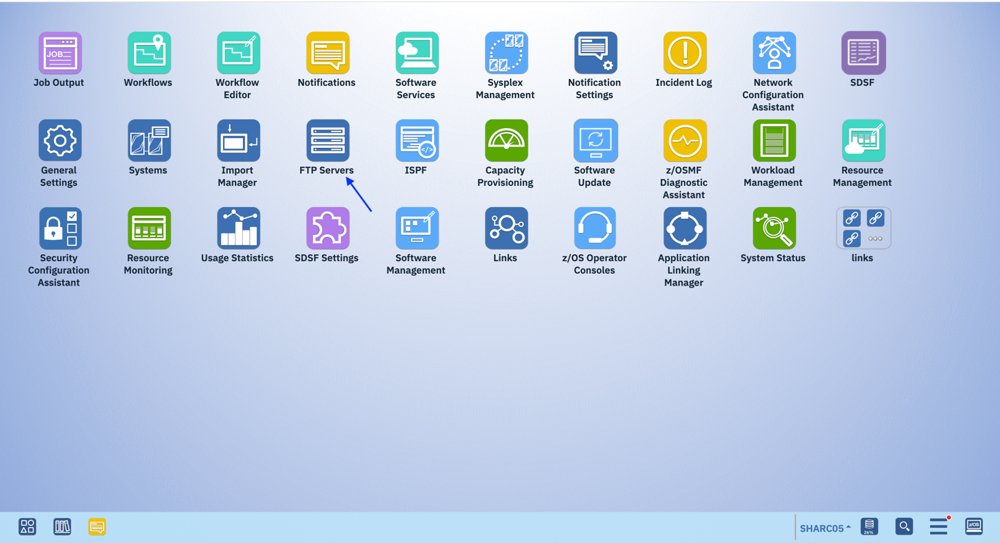 JOB
Job Output
Workflows
Workflow
Editor
Notifications
Software
Services
Sysplex
Management
Notification
Settings
Incident Log
Network
Configuration
Assistant
SDSF
General
Settings
Systems
Import
Manager
FTP Servers
</>
ISPF
Capacity
Provisioning
Software
Update
z/OSMF
Diagnostic
Assistant
Workload
Management
Resource
Management
Security
Configuration
Assistant
Resource
Monitoring
Usage Statistics
SDSF Settings
Software
Management
Links
z/OS Operator
Consoles
Application
Linking
Manager
System Status
links
SHARC05
26%
z/OS